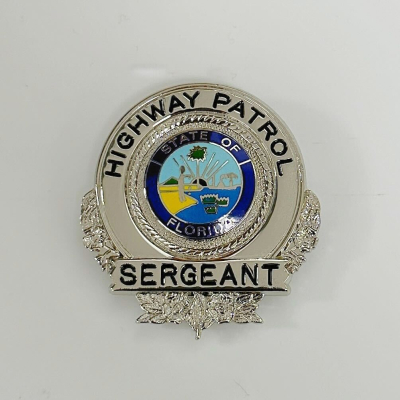 HIGHWAY PATROL
STATE OF
FLORIDA
SERGEANT